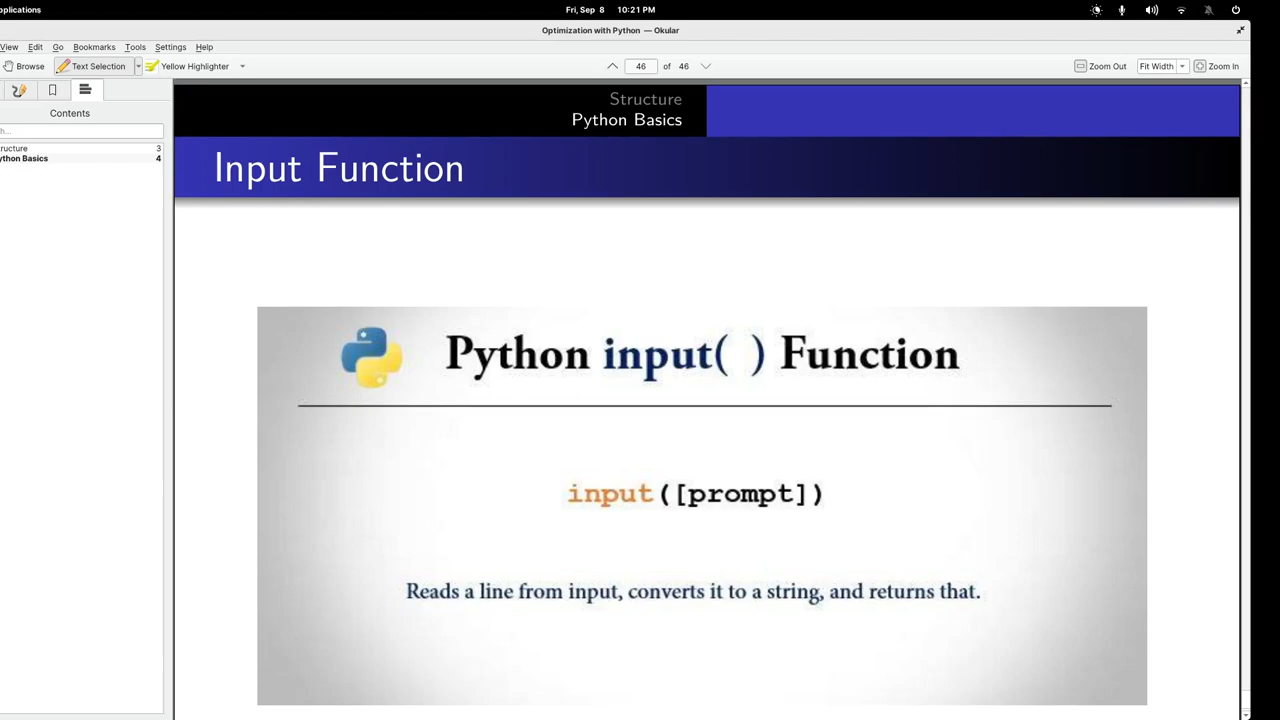 plications
Fri, Sep 8 10:21 PM
Optimization with Python — Okular
View Edit Go Bookmarks Tools Settings Help
Browse Text Selection Yellow Highlighter 46 of 46 Zoom Out Fit Width Zoom In
Contents
h...
ructure 3
ython Basics 4
Structure
Python Basics
Input Function
Python input( ) Function
input([prompt])
Reads a line from input, converts it to a string, and returns that.